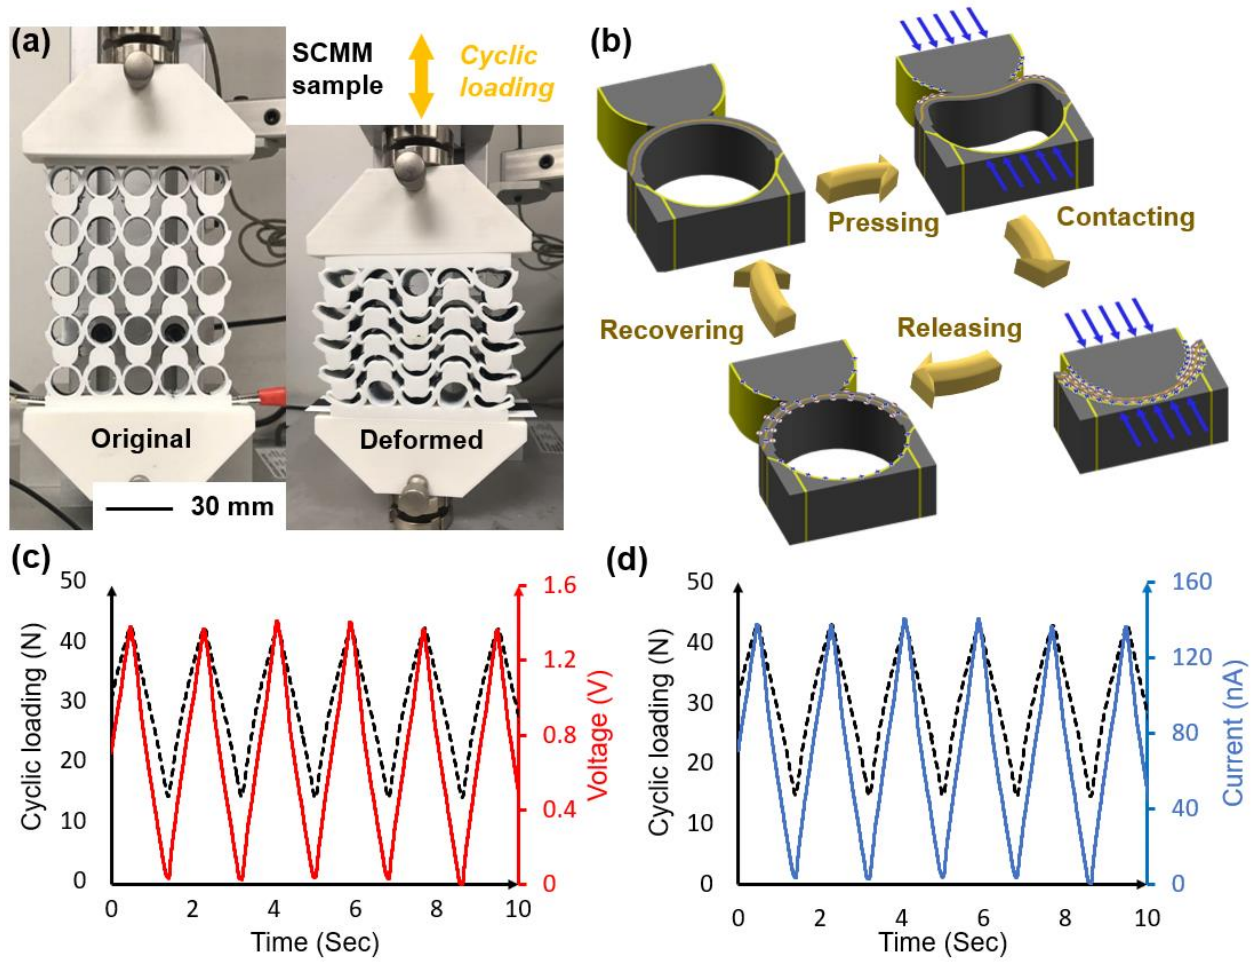 (a)
SCMM
sample
Cyclic
loading
Original
Deformed
30 mm
(b)
Pressing
Contacting
Releasing
Recovering
(c)
Cyclic loading (N)
50
40
30
20
10
0
Voltage (V)
1.6
1.2
0.8
0.4
0
0 2 4 6 8 10
Time (Sec)
(d)
Cyclic loading (N)
50
40
30
20
10
0
Current (nA)
160
120
80
40
0
0 2 4 6 8 10
Time (Sec)